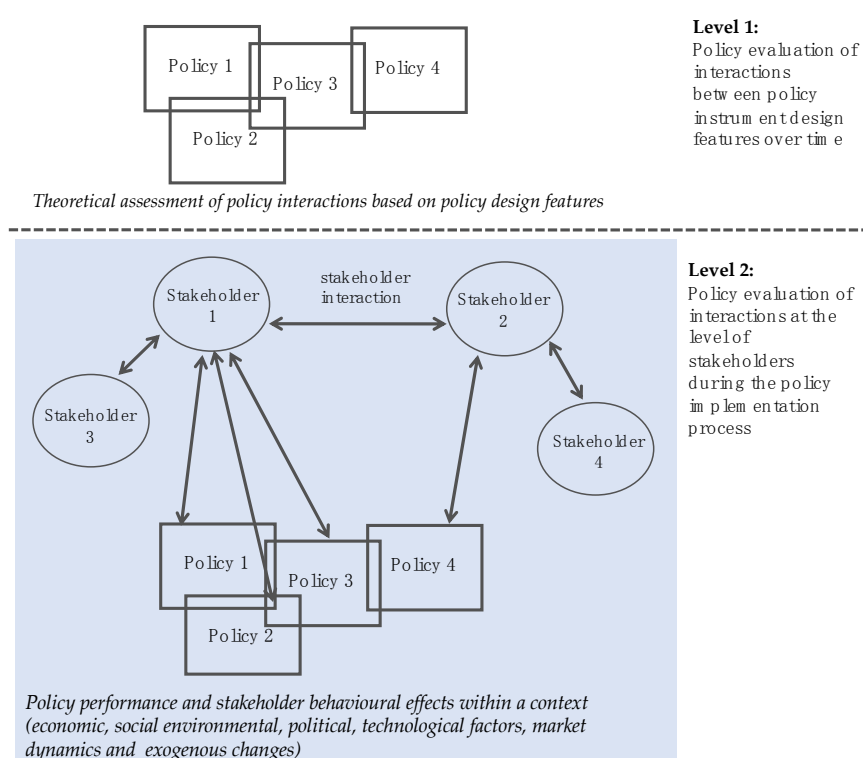 Policy 1
Policy 3
Policy 4
Policy 2
Theoretical assessment of policy interactions based on policy design features
Level 1:
Policy evaluation of
interactions
between policy
instrument design
features over time
Stakeholder
1
stakeholder
interaction
Stakeholder
2
Stakeholder
3
Stakeholder
4
Policy 1
Policy 3
Policy 4
Policy 2
Policy performance and stakeholder behavioural effects within a context
(economic, social environmental, political, technological factors, market
dynamics and exogenous changes)
Level 2:
Policy evaluation of
interactions at the
level of
stakeholders
during the policy
implementation
process